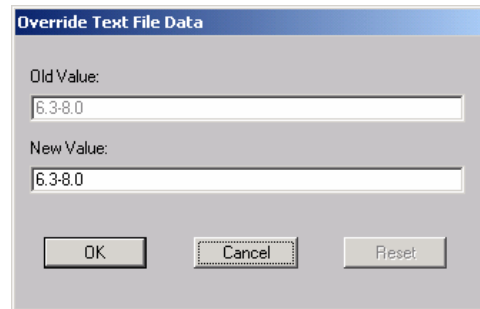 Override Text File Data
Old Value:
6.3-8.0
New Value:
6.3-8.0
OK Cancel Reset